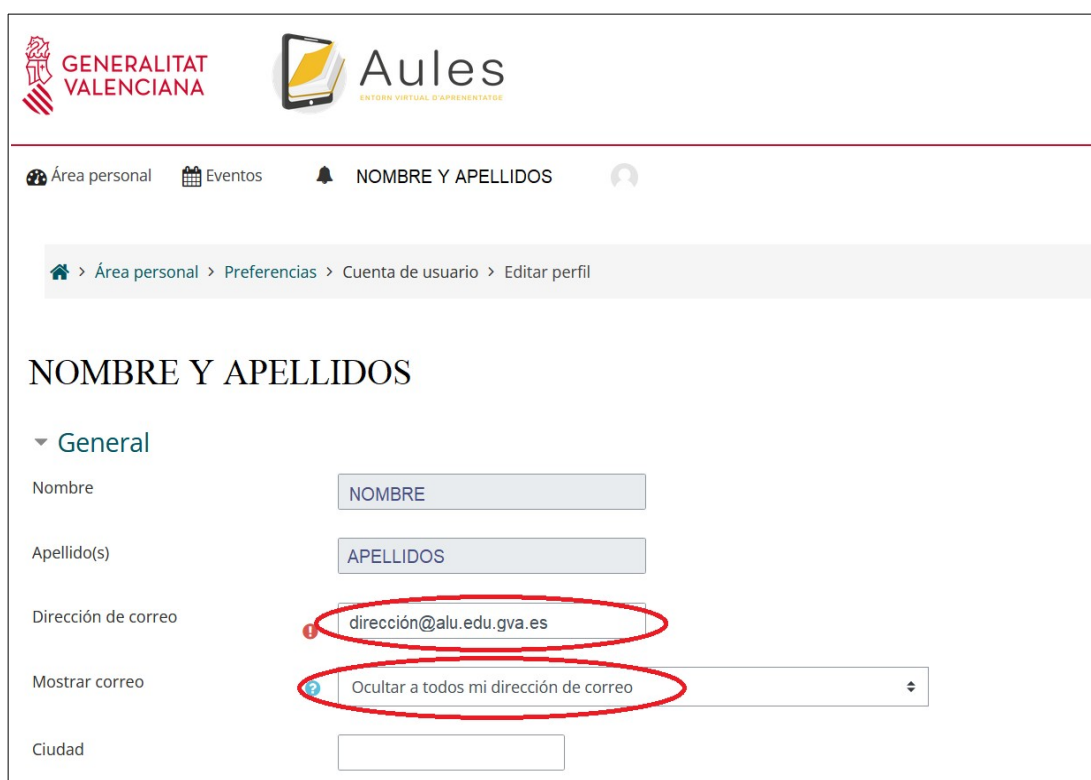 GENERALITAT
VALENCIANA
Aules
ENTORN VIRTUAL D'APRENENTATGE
Área personal Eventos NOMBRE Y APELLIDOS
> Área personal > Preferencias > Cuenta de usuario > Editar perfil
NOMBRE Y APELLIDOS
General
Nombre NOMBRE
Apellido(s) APELLIDOS
Dirección de correo dirección@alu.edu.gva.es
Mostrar correo Ocultar a todos mi dirección de correo
Ciudad